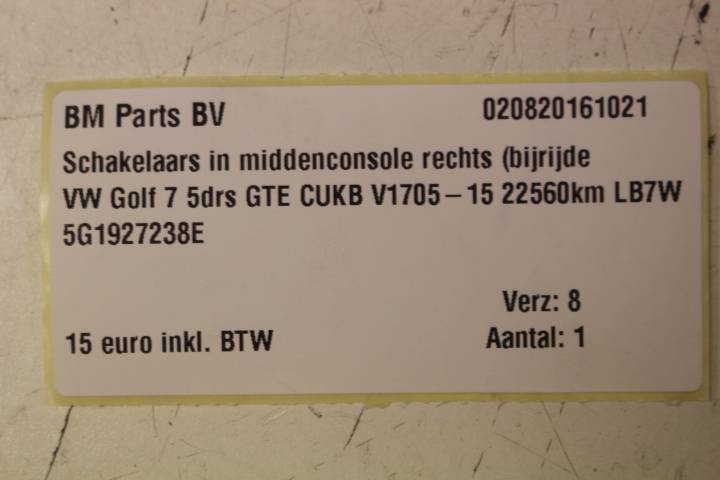 BM Parts BV 020820161021
Schakelaars in middenconsole rechts (bijrijde
VW Golf 7 5drs GTE CUKB V1705-15 22560km LB7W
5G1927238E
Verz: 8
15 euro inkl. BTW Aantal: 1